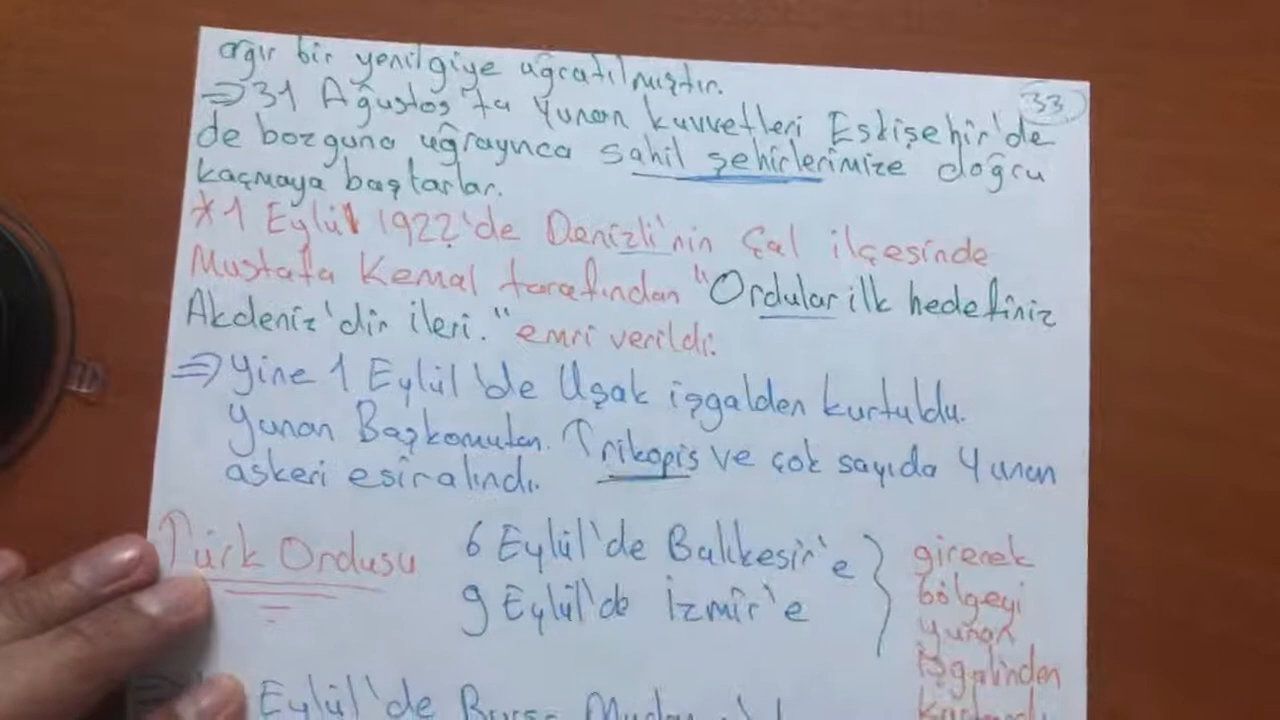 ağır bir yenilgiye uğratılmıştır.
33
⇒31 Ağustos'ta Yunan kuvvetleri Eskişehir'de
de bozguna uğrayınca sahil şehirlerimize doğru
kaçmaya baştarlar.
*1 Eylül 1922'de Denizli'nin Çal ilçesinde
Mustafa Kemal tarafından "Ordular ilk hedefiniz
Akdeniz'dir ileri." emri verildi.
⇒ Yine 1 Eylül'de Uşak işgalden kurtuldu.
Yunan Başkomutan. Trikopis ve çok sayıda Yunan
askeri esir alındı.
Türk Ordusu 6 Eylül'de Balıkesir'e } girerek
9 Eylül'de İzmir'e bölgeyi
Yunan
işgalinden
Eylül'de Bursa